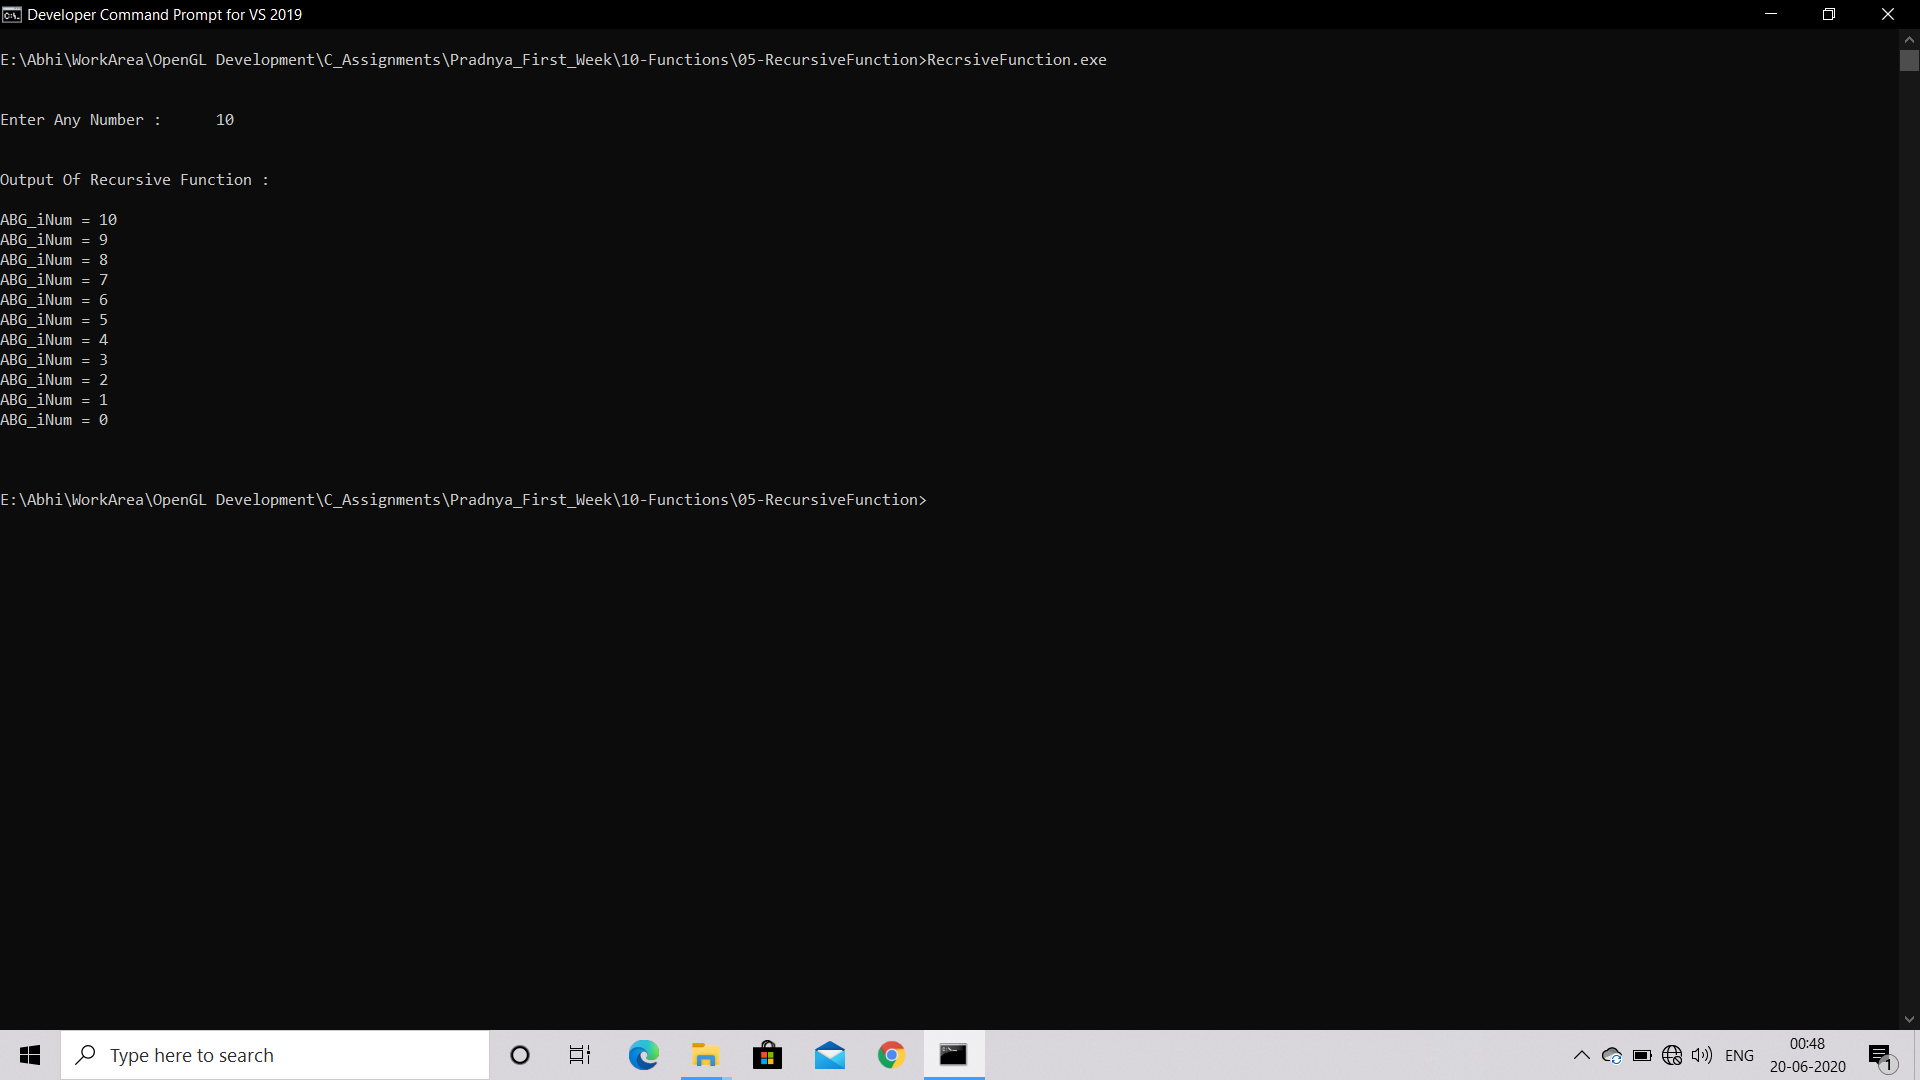 Developer Command Prompt for VS 2019
E:\Abhi\WorkArea\OpenGL Development\C_Assignments\Pradnya_First_Week\10-Functions\05-RecursiveFunction>RecrsiveFunction.exe
Enter Any Number :      10
Output Of Recursive Function :
ABG_iNum = 10
ABG_iNum = 9
ABG_iNum = 8
ABG_iNum = 7
ABG_iNum = 6
ABG_iNum = 5
ABG_iNum = 4
ABG_iNum = 3
ABG_iNum = 2
ABG_iNum = 1
ABG_iNum = 0
E:\Abhi\WorkArea\OpenGL Development\C_Assignments\Pradnya_First_Week\10-Functions\05-RecursiveFunction>
Type here to search
ENG
00:48
20-06-2020
1